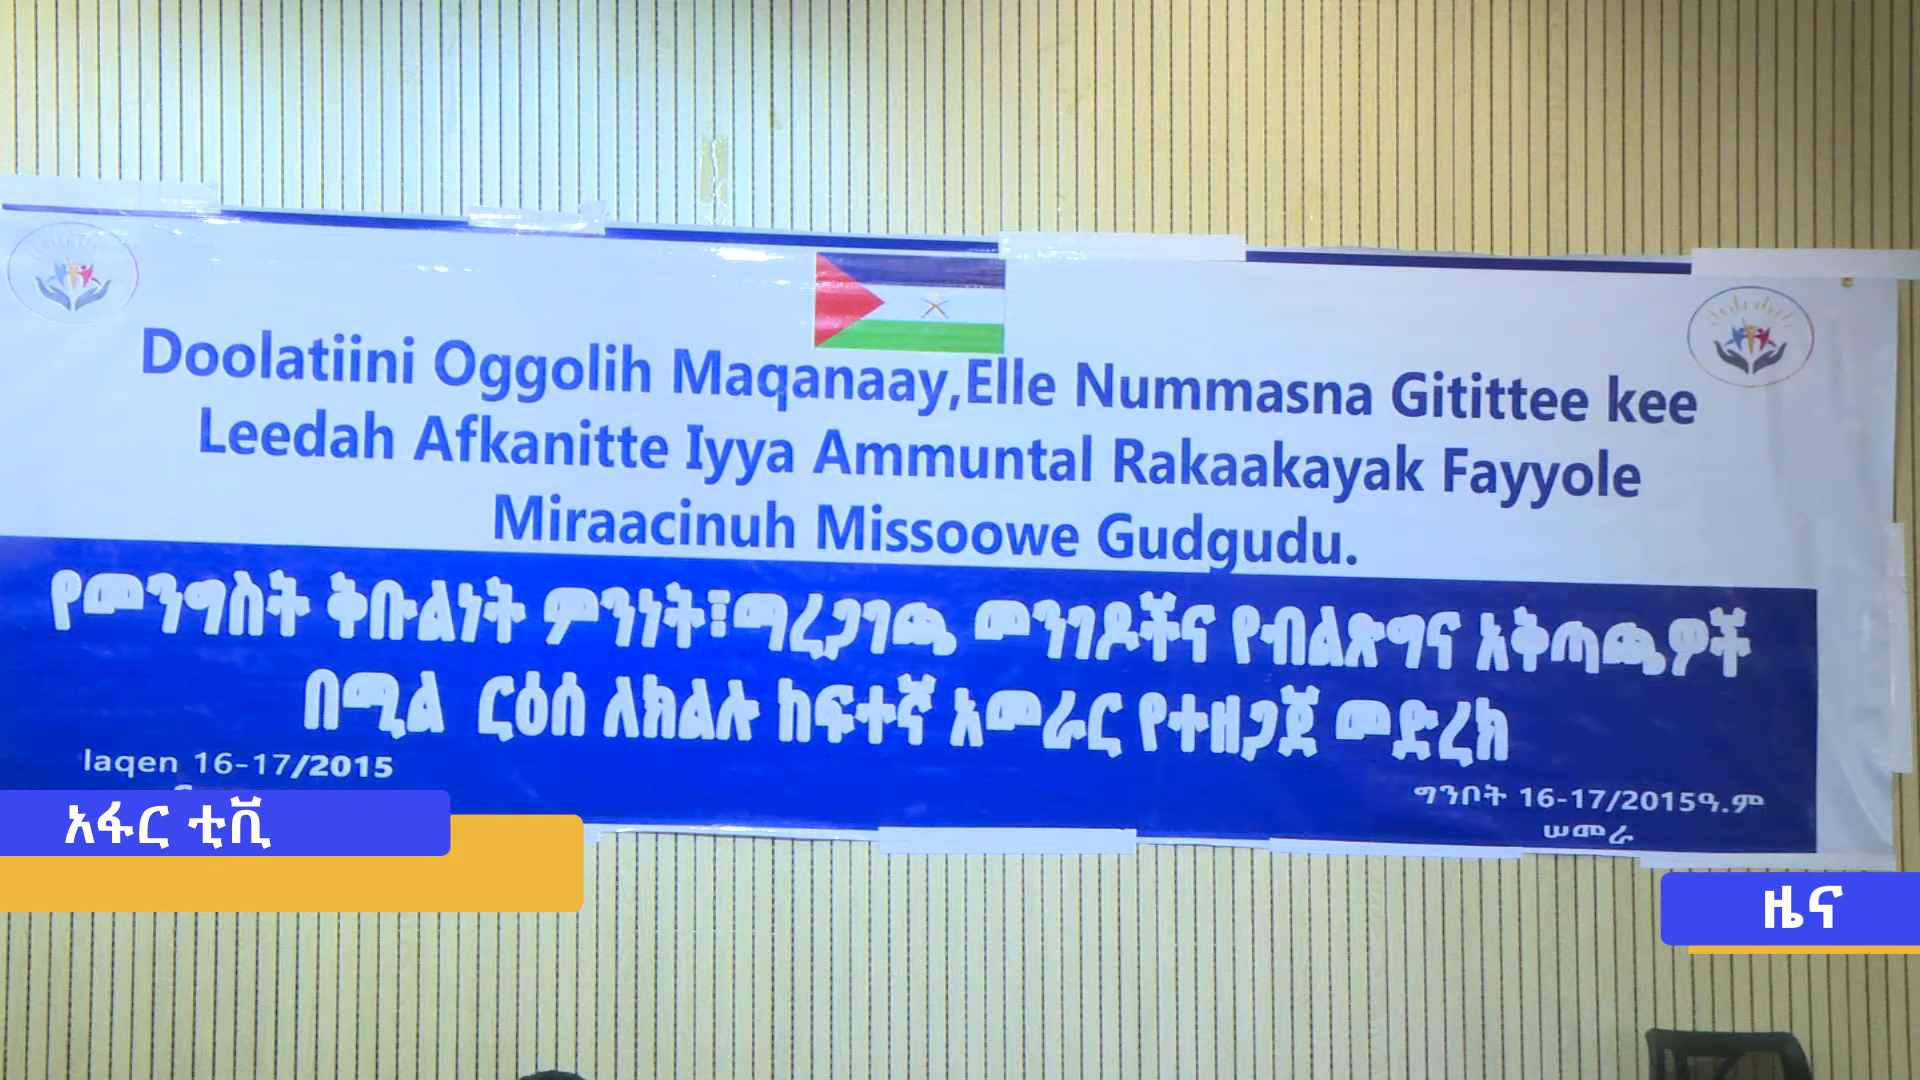 Doolatiini Oggolih Maqanaay,Elle Nummasna Gitittee kee
Leedah Afkanitte Iyya Ammuntal Rakaakayak Fayyole
Miraacinuh Missoowe Gudgudu.
የመንግስት ቅቡልነት ምንነት፣ማረጋገጫ መንገዶችና የብልጽግና አቅጣጫዎች
በሚል ርዕሰ ለክልሉ ከፍተኛ አመራር የተዘጋጀ መድረክ
laqen 16-17/2015
ግንቦት 16-17/2015ዓ.ም
ሠመራ
አፋር ቲቪ
ዜና